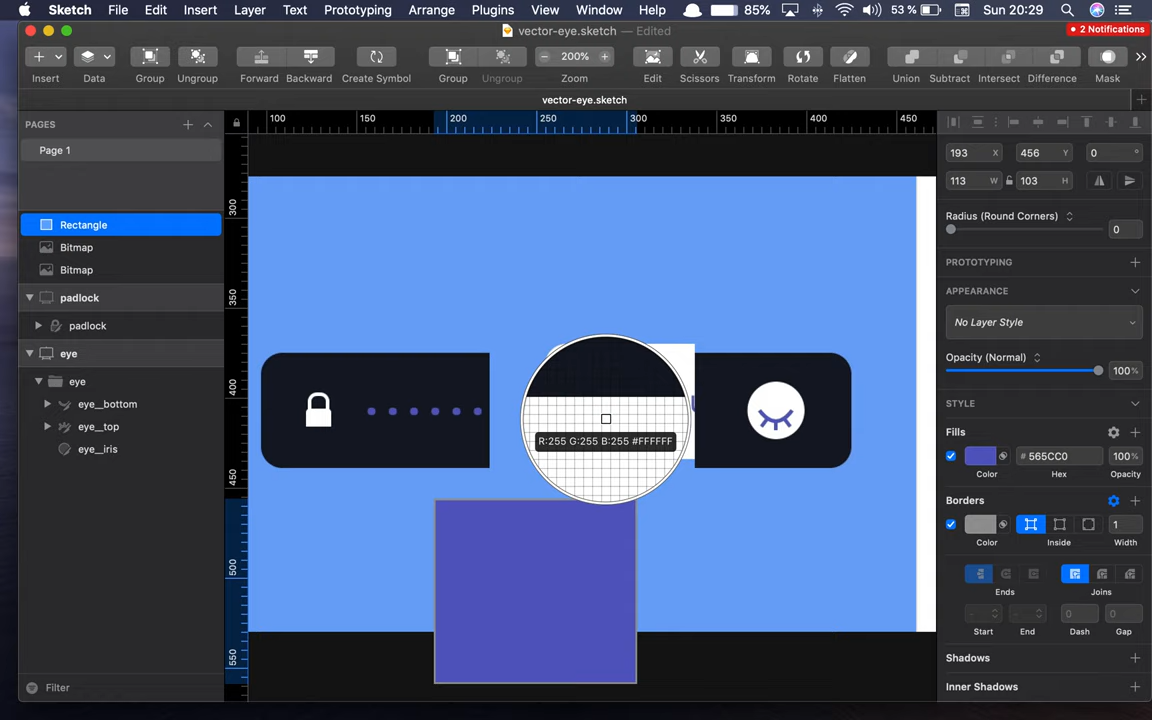 Sketch File Edit Insert Layer Text Prototyping Arrange Plugins View Window Help 85% 53 % Sun 20:29
vector-eye.sketch — Edited
2 Notifications
Insert Data Group Ungroup Forward Backward Create Symbol Group Ungroup 200% Zoom Edit Scissors Transform Rotate Flatten Union Subtract Intersect Difference Mask
vector-eye.sketch
PAGES
Page 1
Rectangle
Bitmap
Bitmap
padlock
padlock
eye
eye
eye__bottom
eye__top
eye__iris
Filter
100 150 200 250 300 350 400 450
300
350
400
450
500
550
R:255 G:255 B:255 #FFFFFF
193 X 456 Y 0 °
113 W 103 H
Radius (Round Corners)
0
PROTOTYPING
APPEARANCE
No Layer Style
Opacity (Normal)
100%
STYLE
Fills
# 565CC0 100%
Color Hex Opacity
Borders
1
Color Inside Width
Ends Joins
- - 0 0
Start End Dash Gap
Shadows
Inner Shadows